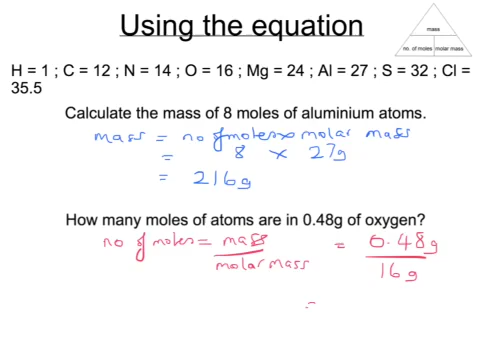 Using the equation
mass
no. of moles molar mass
H = 1 ; C = 12 ; N = 14 ; O = 16 ; Mg = 24 ; Al = 27 ; S = 32 ; Cl =
35.5
Calculate the mass of 8 moles of aluminium atoms.
mass = no of moles x molar mass
= 8 x 27g
= 216g
How many moles of atoms are in 0.48g of oxygen?
no of moles = mass = 0.48g
molar mass 16g
=